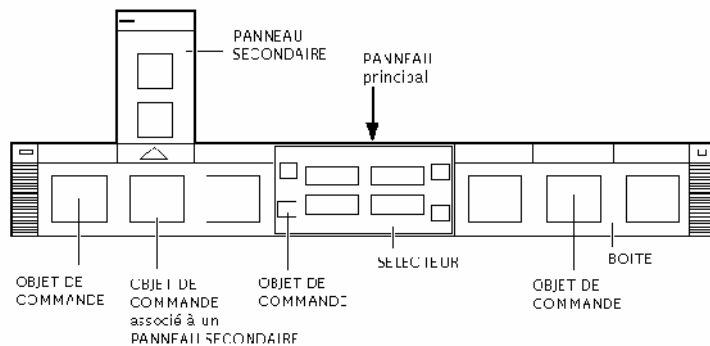 PANNEAU
SECONDAIRE
PANNEAU
principal
SELECTEUR
BOITE
OBJET DE
COMMANDE
OBJET DE
COMMANDE
associé à un
PANNEAU SECONDAIRE
OBJET DE
COMMANDE
OBJET DE
COMMANDE